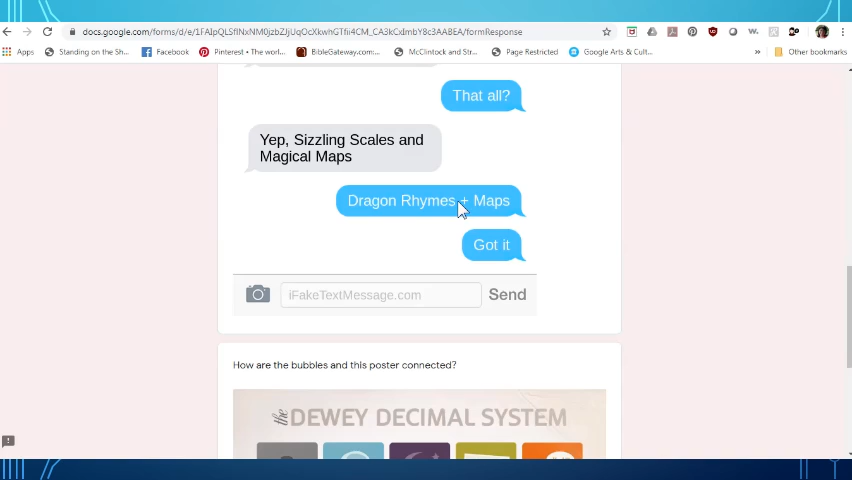 docs.google.com/forms/d/e/1FAIpQLSflNxNM0jzbZJjUqOcXkwhGTfii4CM_CA3kCxImbY8c3AABEA/formResponse
Apps
Standing on the Sh...
Facebook
Pinterest • The worl...
BibleGateway.com:...
McClintock and Str...
Page Restricted
Google Arts & Cult...
»
Other bookmarks
That all?
Yep, Sizzling Scales and
Magical Maps
Dragon Rhymes + Maps
Got it
iFakeTextMessage.com
Send
How are the bubbles and this poster connected?
the DEWEY DECIMAL SYSTEM